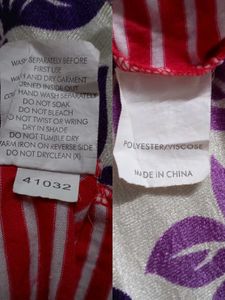 WASH SEPARATELY BEFORE
FIRST USE
WASH AND DRY GARMENT
TURNED INSIDE OUT
COLD HAND WASH SEPARATELY
DO NOT SOAK
DO NOT BLEACH
DO NOT TWIST OR WRING
DRY IN SHADE
DO NOT TUMBLE DRY
WARM IRON ON REVERSE SIDE
DO NOT DRYCLEAN (X)
41032
POLYESTER/VISCOSE
MADE IN CHINA